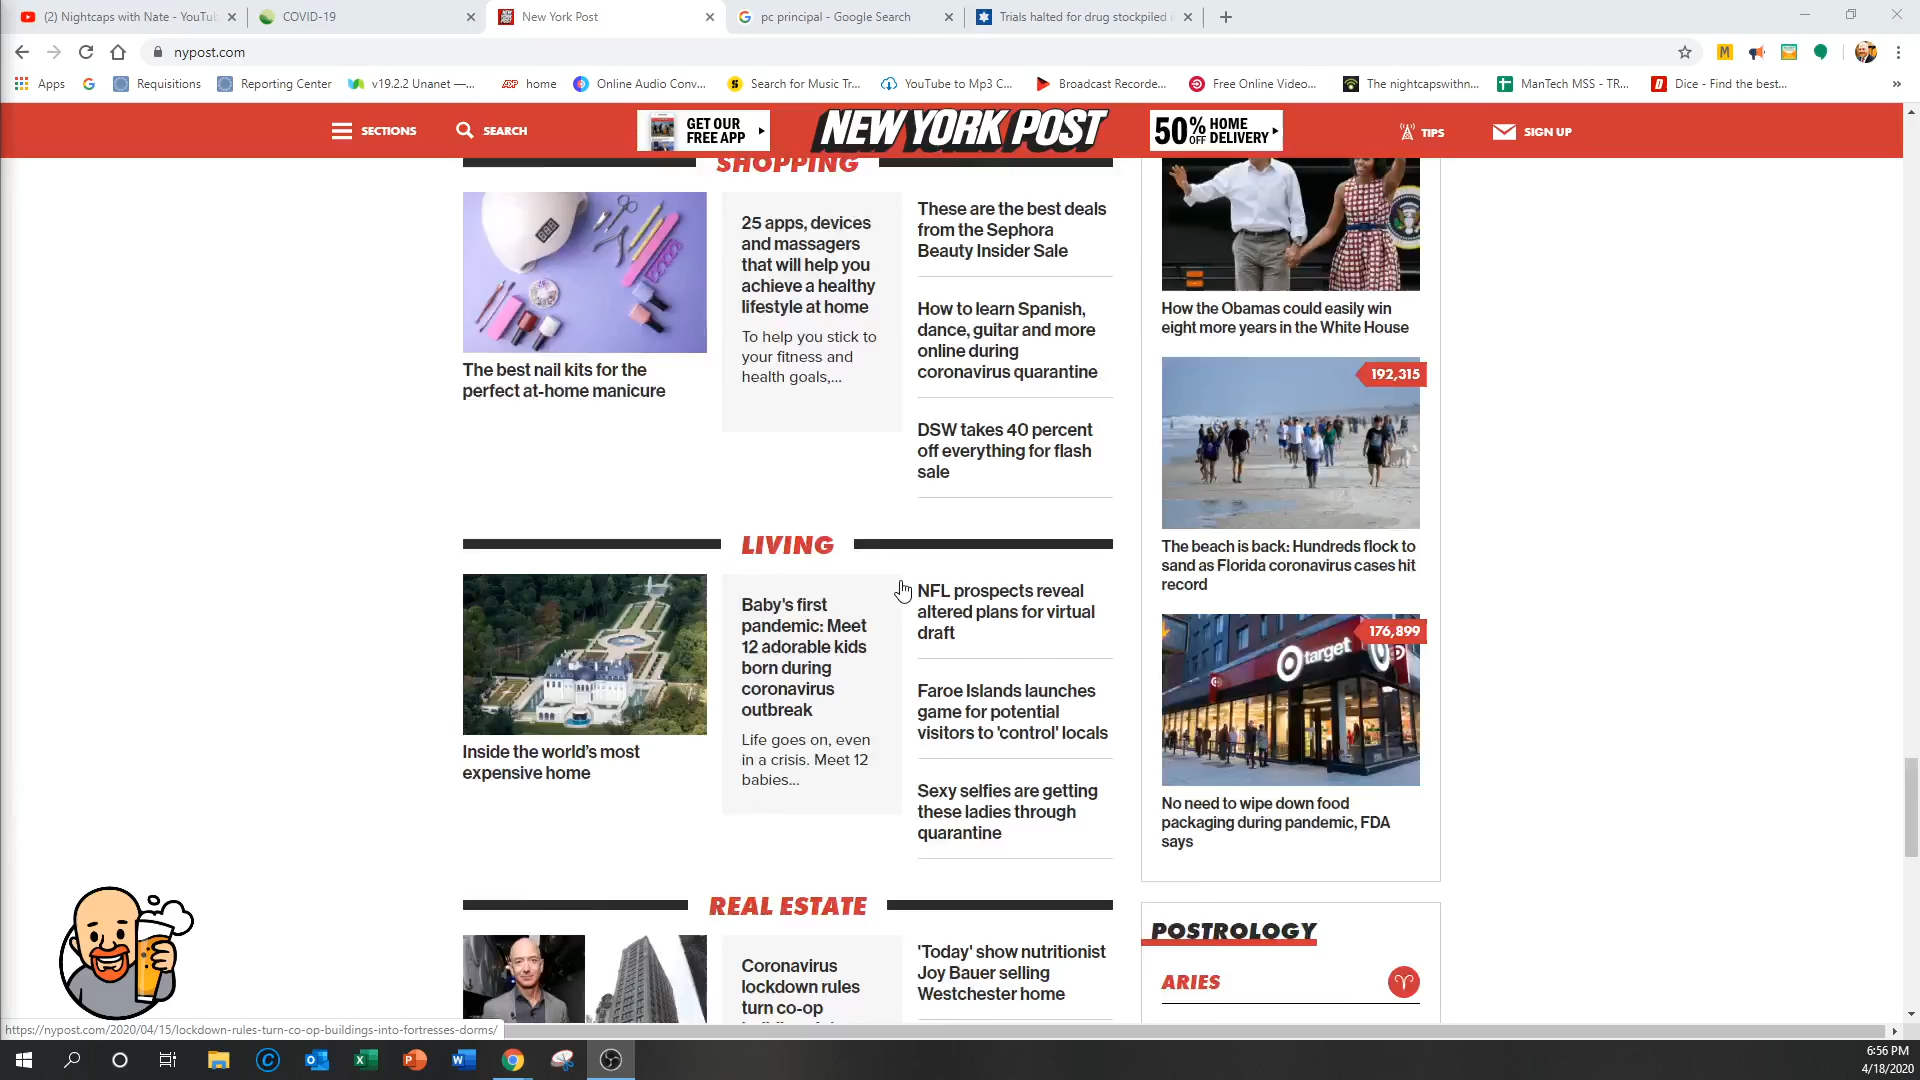 (2) Nightcaps with Nate - YouTu
COVID-19
New York Post
pc principal - Google Search
Trials halted for drug stockpiled i
nypost.com
Apps
Requisitions
Reporting Center
v19.2.2 Unanet —...
home
Online Audio Conv...
Search for Music Tr...
YouTube to Mp3 C...
Broadcast Recorde...
Free Online Video...
The nightcapswithn...
ManTech MSS - TR...
Dice - Find the best...
»
SECTIONS
SEARCH
GET OUR
FREE APP
NEW YORK POST
50% OFF HOME
DELIVERY
TIPS
SIGN UP
SHOPPING
The best nail kits for the
perfect at-home manicure
25 apps, devices
and massagers
that will help you
achieve a healthy
lifestyle at home
To help you stick to
your fitness and
health goals,...
These are the best deals
from the Sephora
Beauty Insider Sale
How to learn Spanish,
dance, guitar and more
online during
coronavirus quarantine
DSW takes 40 percent
off everything for flash
sale
How the Obamas could easily win
eight more years in the White House
192,315
The beach is back: Hundreds flock to
sand as Florida coronavirus cases hit
record
176,899
target
No need to wipe down food
packaging during pandemic, FDA
says
LIVING
Inside the world's most
expensive home
Baby's first
pandemic: Meet
12 adorable kids
born during
coronavirus
outbreak
Life goes on, even
in a crisis. Meet 12
babies...
NFL prospects reveal
altered plans for virtual
draft
Faroe Islands launches
game for potential
visitors to 'control' locals
Sexy selfies are getting
these ladies through
quarantine
REAL ESTATE
Coronavirus
lockdown rules
turn co-op
'Today' show nutritionist
Joy Bauer selling
Westchester home
POSTROLOGY
ARIES
https://nypost.com/2020/04/15/lockdown-rules-turn-co-op-buildings-into-fortresses-dorms/
6:56 PM
4/18/2020